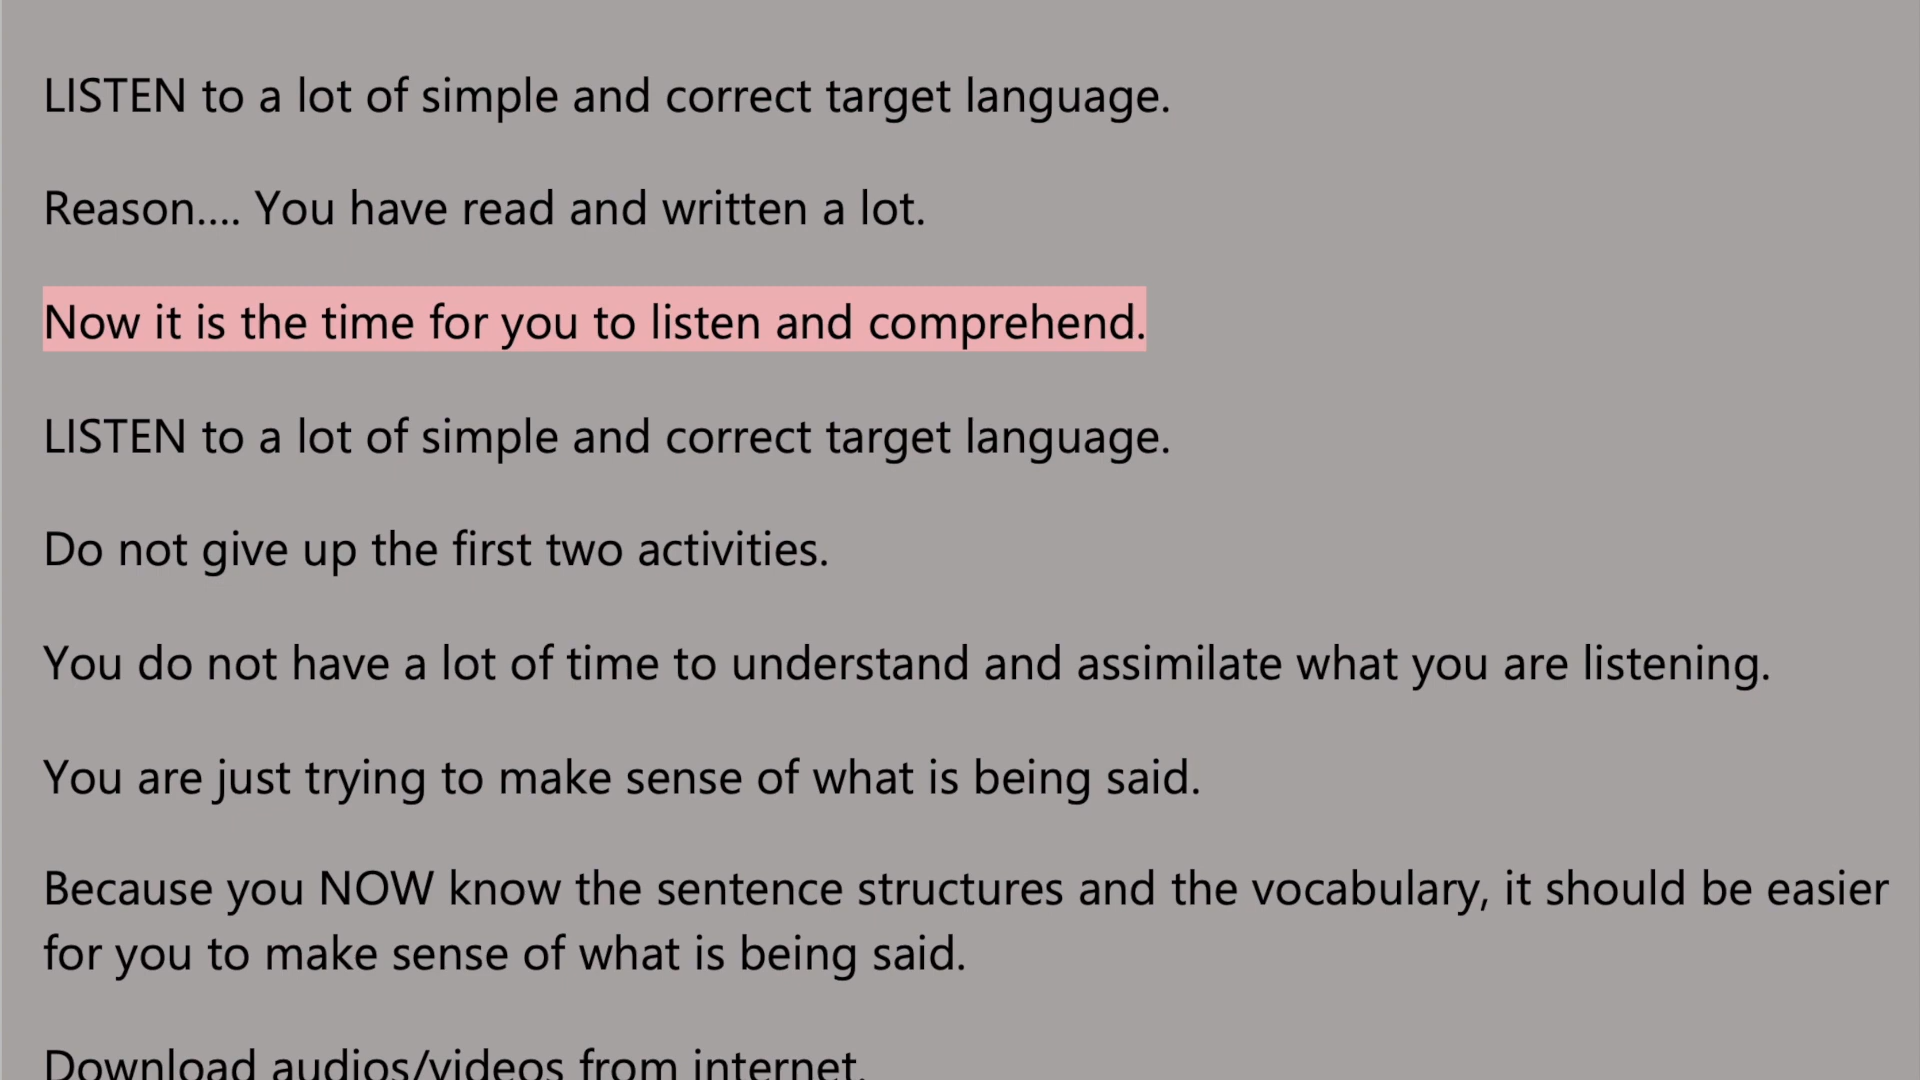 LISTEN to a lot of simple and correct target language.
Reason.... You have read and written a lot.
Now it is the time for you to listen and comprehend.
LISTEN to a lot of simple and correct target language.
Do not give up the first two activities.
You do not have a lot of time to understand and assimilate what you are listening.
You are just trying to make sense of what is being said.
Because you NOW know the sentence structures and the vocabulary, it should be easier
for you to make sense of what is being said.
Download audios/videos from internet.